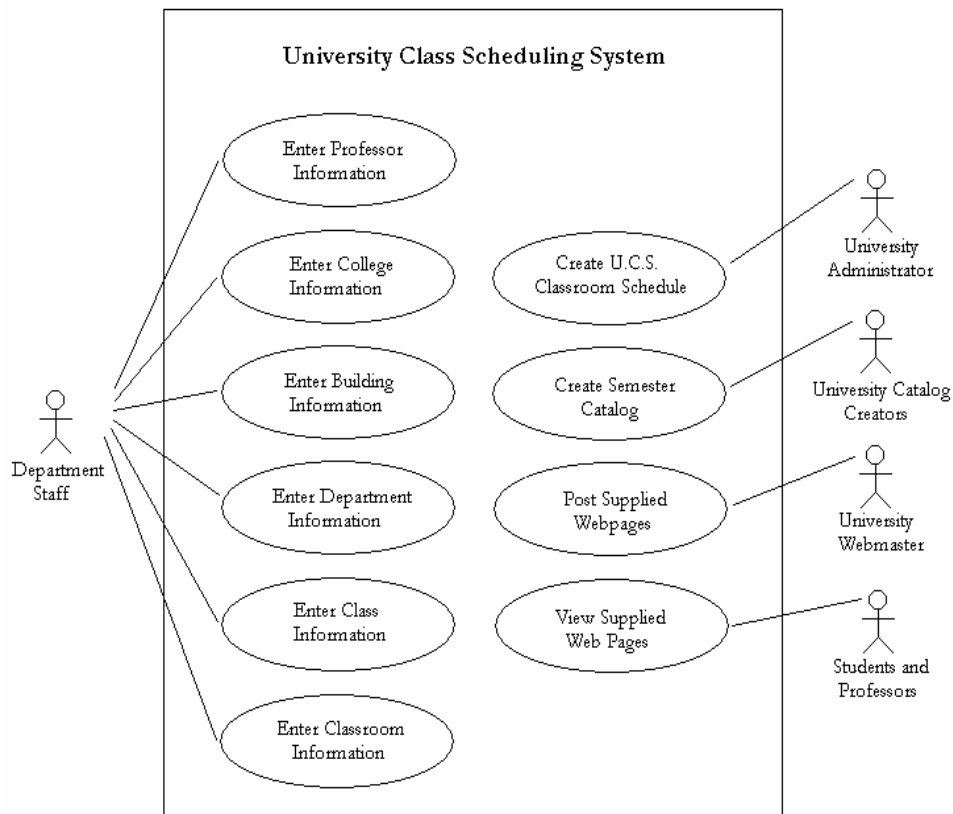 University Class Scheduling System
Enter Professor
Information
Enter College
Information
Enter Building
Information
Enter Department
Information
Enter Class
Information
Enter Classroom
Information
Create U.C.S.
Classroom Schedule
Create Semester
Catalog
Post Supplied
Webpages
View Supplied
Web Pages
Department
Staff
University
Administrator
University Catalog
Creators
University
Webmaster
Students and
Professors